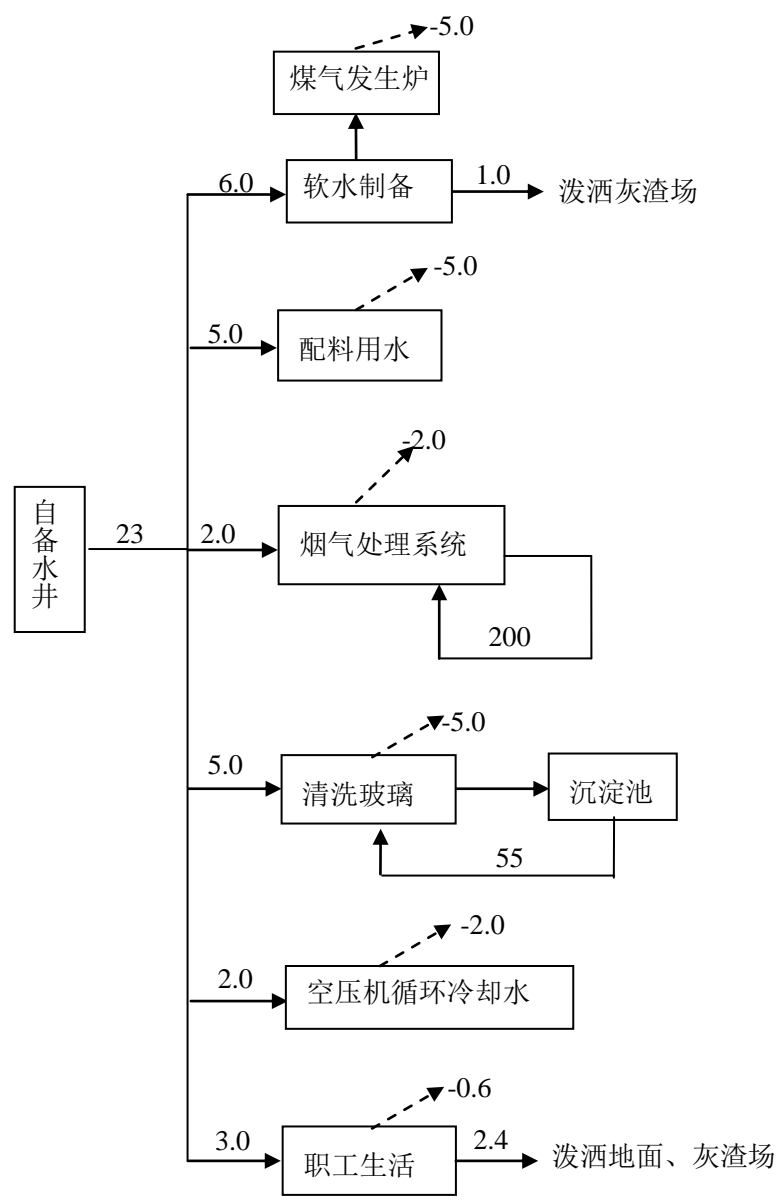 -5.0
煤气发生炉
6.0
软水制备
1.0
泼洒灰渣场
-5.0
5.0
配料用水
-2.0
自备水井
23
2.0
烟气处理系统
200
-5.0
5.0
清洗玻璃
沉淀池
55
-2.0
2.0
空压机循环冷却水
-0.6
3.0
职工生活
2.4
泼洒地面、灰渣场